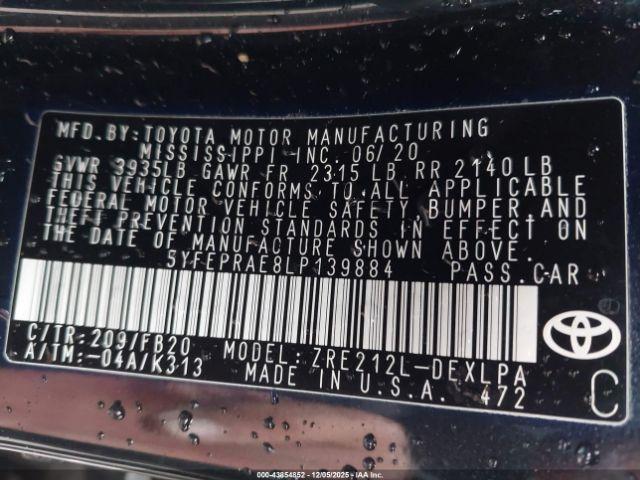 MFD.BY:TOYOTA MOTOR MANUFACTURING
MISSISSIPPI INC. 06/20
GVWR 3935LB GAWR FR 2315 LB RR 2140LB
THIS VEHICLE CONFORMS TO ALL APPLICABLE
FEDERAL MOTOR VEHICLE SAFETY,BUMPER,AND
THEFT PREVENTION STANDARDS IN EFFECT ON
THE DATE OF MANUFACTURE SHOWN ABOVE.
5YFEPRAE8LP139884 PASS.CAR
C/TR:209/FB20 MODEL:ZRE212L-DEXLPA
A/TM:-04A/K313 MADE IN U.S.A. 472
TOYOTA
C
000-43854852 | 12/05/2025 | IAAI | Copart